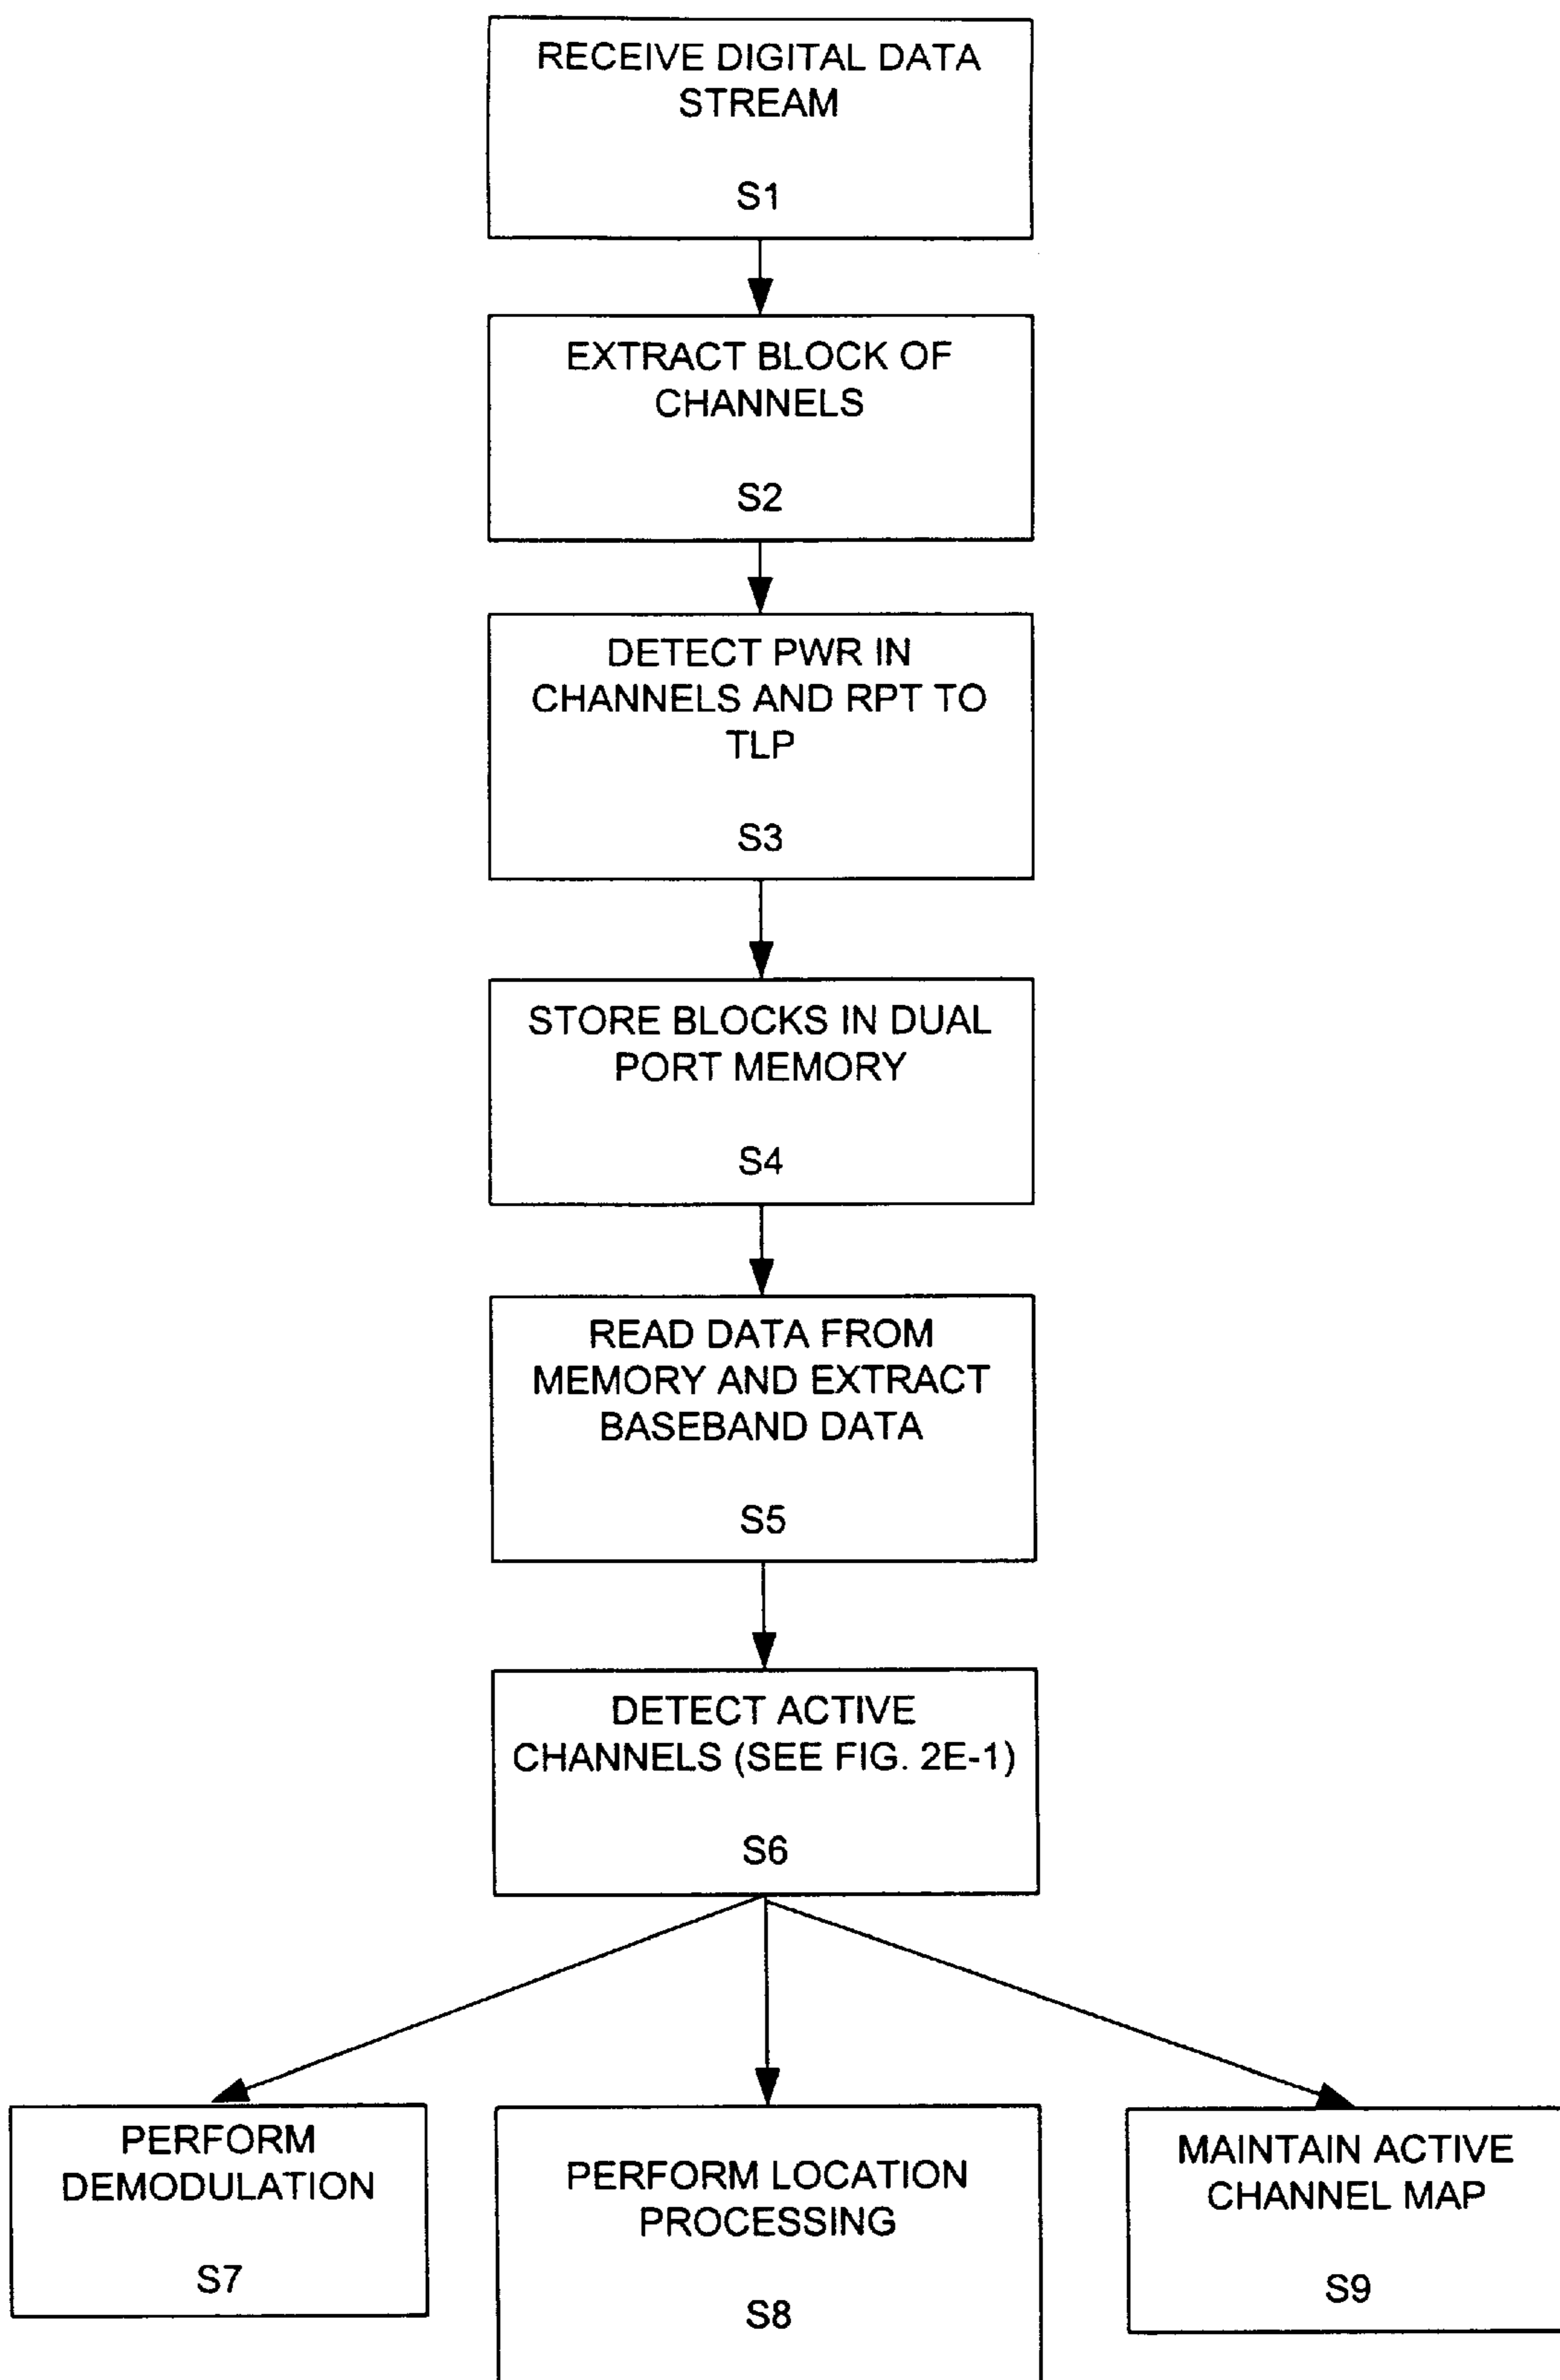 RECEIVE DIGITAL DATA
STREAM
S1
EXTRACT BLOCK OF
CHANNELS
S2
DETECT PWR IN
CHANNELS AND RPT TO
TLP
S3
STORE BLOCKS IN DUAL
PORT MEMORY
S4
READ DATA FROM
MEMORY AND EXTRACT
BASEBAND DATA
S5
DETECT ACTIVE
CHANNELS (SEE FIG. 2E-1)
S6
PERFORM
DEMODULATION
S7
PERFORM LOCATION
PROCESSING
S8
MAINTAIN ACTIVE
CHANNEL MAP
S9